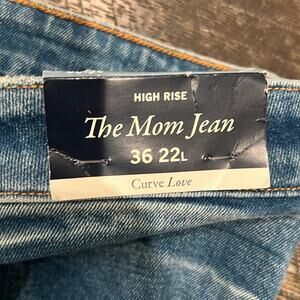 HIGH RISE
The Mom Jean
36 22L
Curve Love